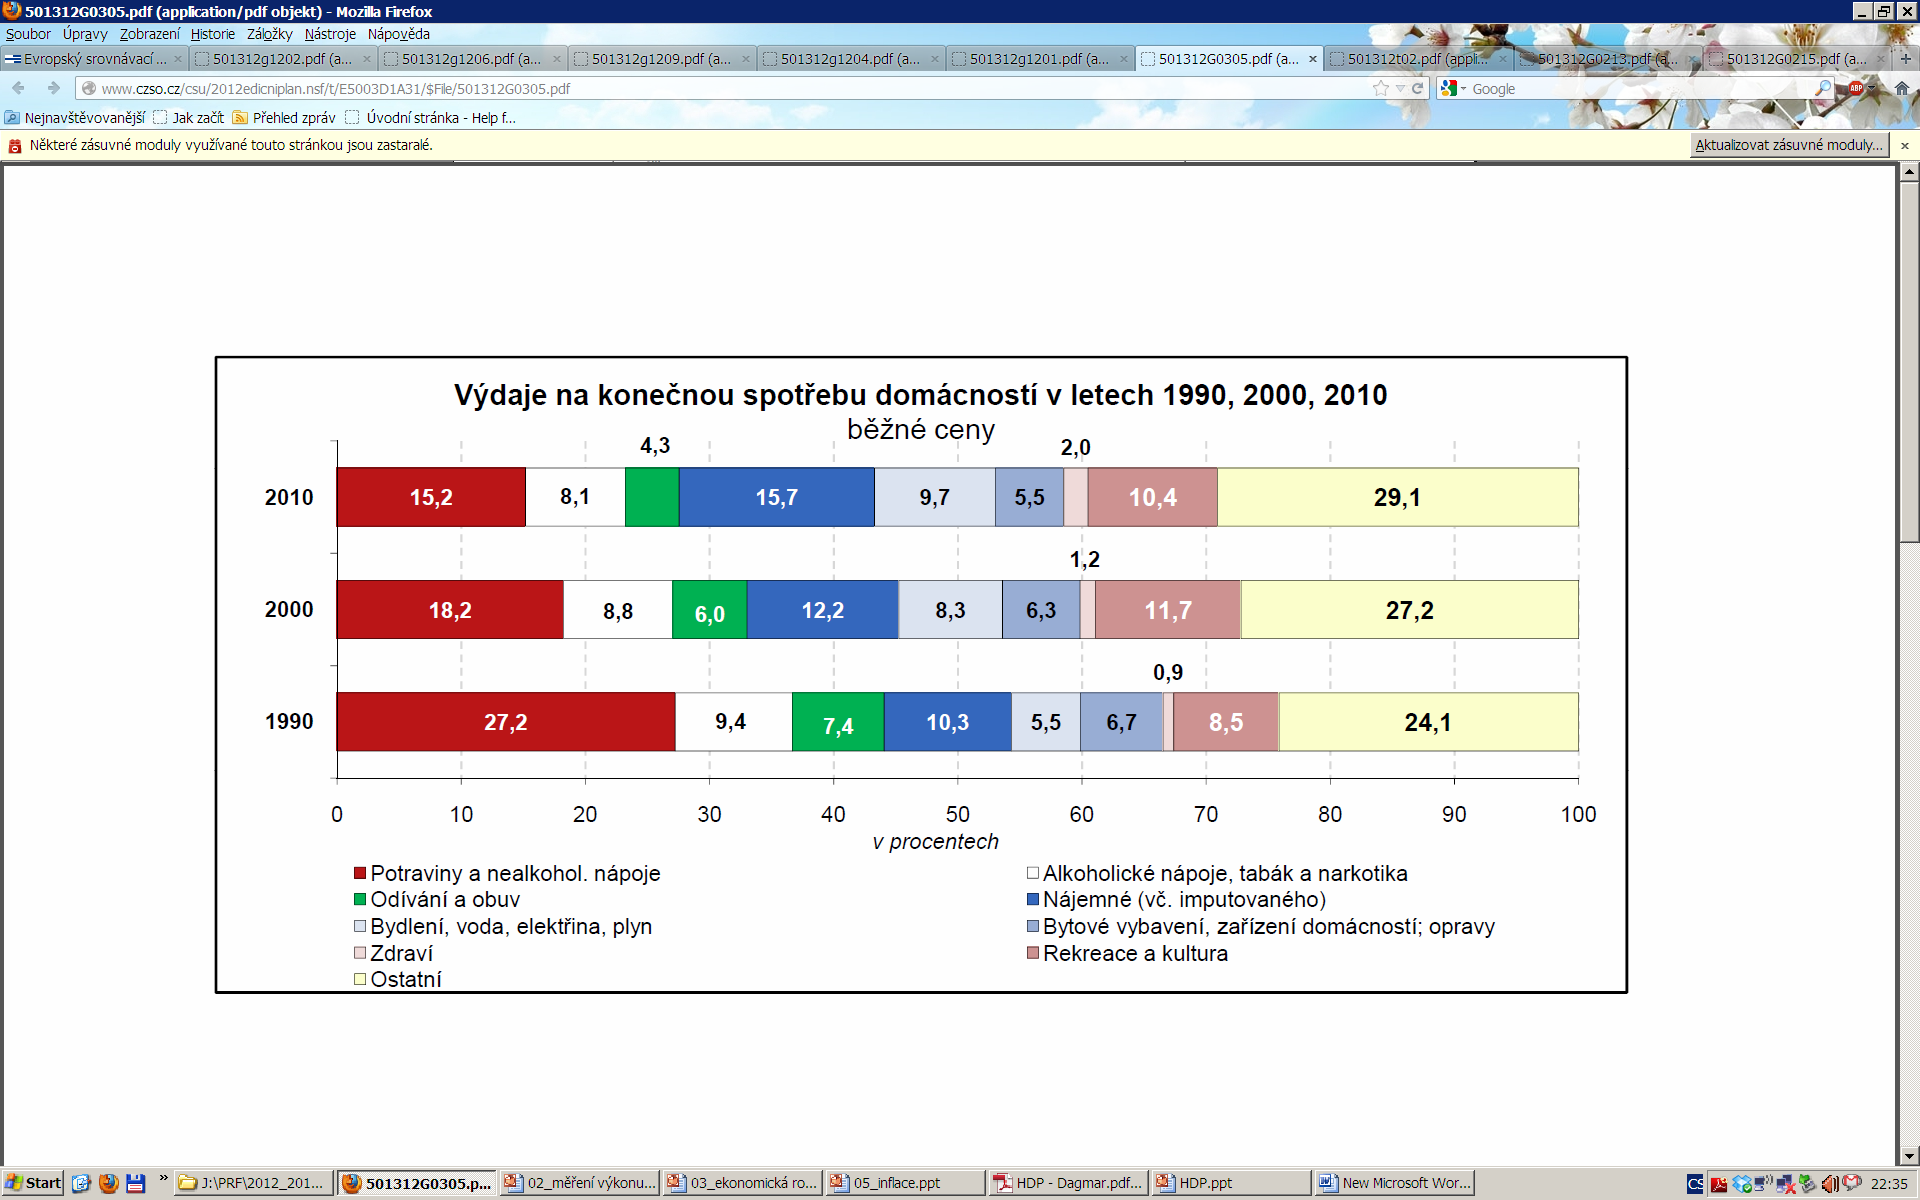 501312G0305.pdf (application/pdf objekt) - Mozilla Firefox
Soubor Úpravy Zobrazení Historie Záložky Nástroje Nápověda
Evropský srovnávací ... 501312g1202.pdf (a... 501312g1206.pdf (a... 501312g1209.pdf (a... 501312g1204.pdf (a... 501312g1201.pdf (a... 501312G0305.pdf (a... 501312t02.pdf (appli... 501312G0213.pdf (a... 501312G0215.pdf (a...
www.czso.cz/csu/2012edicniplan.nsf/t/E5003D1A31/$File/501312G0305.pdf Google ABP
Nejnavštěvovanější Jak začít Přehled zpráv Úvodní stránka - Help f...
Některé zásuvné moduly využívané touto stránkou jsou zastaralé. Aktualizovat zásuvné moduly...
Výdaje na konečnou spotřebu domácností v letech 1990, 2000, 2010
běžné ceny
4,3 2,0
2010 15,2 8,1 15,7 9,7 5,5 10,4 29,1
1,2
2000 18,2 8,8 6,0 12,2 8,3 6,3 11,7 27,2
0,9
1990 27,2 9,4 7,4 10,3 5,5 6,7 8,5 24,1
0 10 20 30 40 50 60 70 80 90 100
v procentech
Potraviny a nealkohol. nápoje Alkoholické nápoje, tabák a narkotika
Odívání a obuv Nájemné (vč. imputovaného)
Bydlení, voda, elektřina, plyn Bytové vybavení, zařízení domácností; opravy
Zdraví Rekreace a kultura
Ostatní
Start » J:\PRF\2012_201... 501312G0305.p... 02_měření výkonu... 03_ekonomická ro... 05_inflace.ppt HDP - Dagmar.pdf... HDP.ppt New Microsoft Wor... CS 22:35